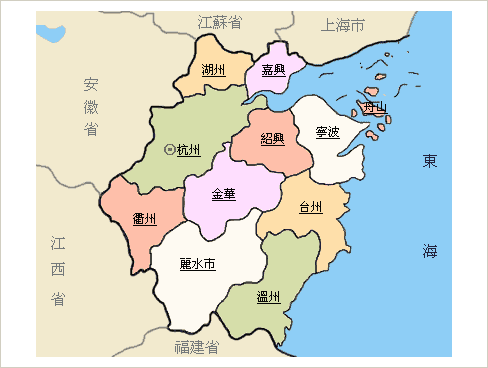 江蘇省
上海市
湖州
嘉興
安
徽
省
舟山
杭州
紹興
寧波
東
海
金華
衢州
台州
江
西
省
麗水市
溫州
福建省